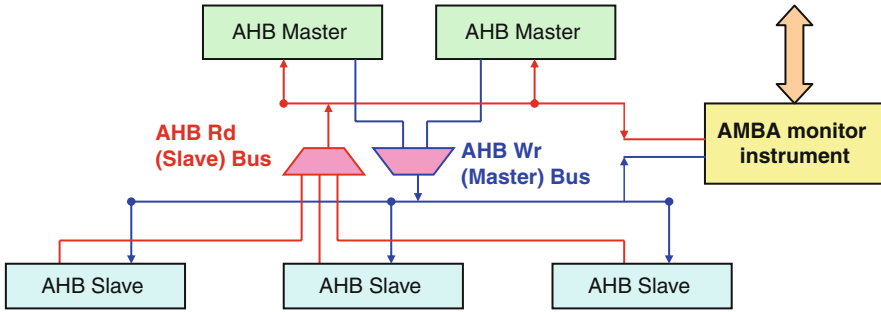 AHB Master
AHB Master
AHB Rd
(Slave) Bus
AHB Wr
(Master) Bus
AMBA monitor
instrument
AHB Slave
AHB Slave
AHB Slave